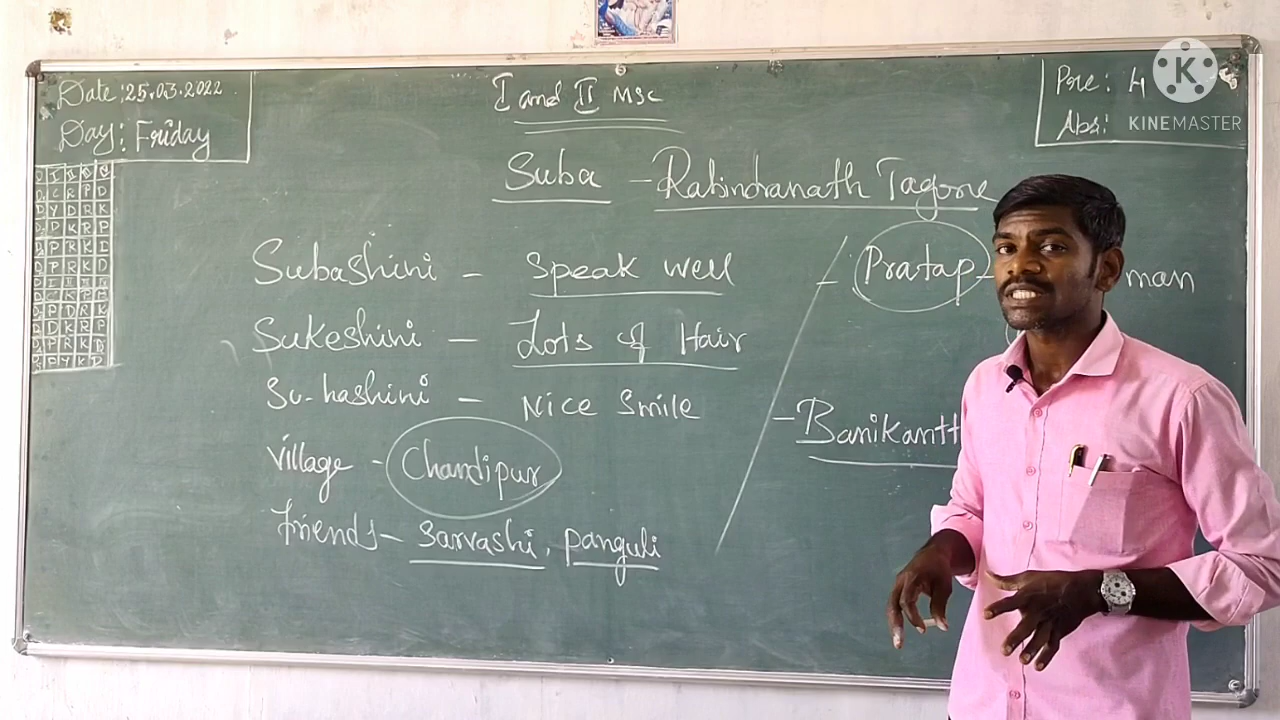 Date: 25.03.2022
Day: Friday
I and II MSC
Pre: 4
Abs:
K
KINEMASTER
Suba - Rabindranath Tagore
Subashini - Speak well
Sukeshini - Lots of Hair
Su-hashini - Nice Smile
Village - Chandipur
Friends - Sarvashi, panguli
- Pratap - man
- Banikant